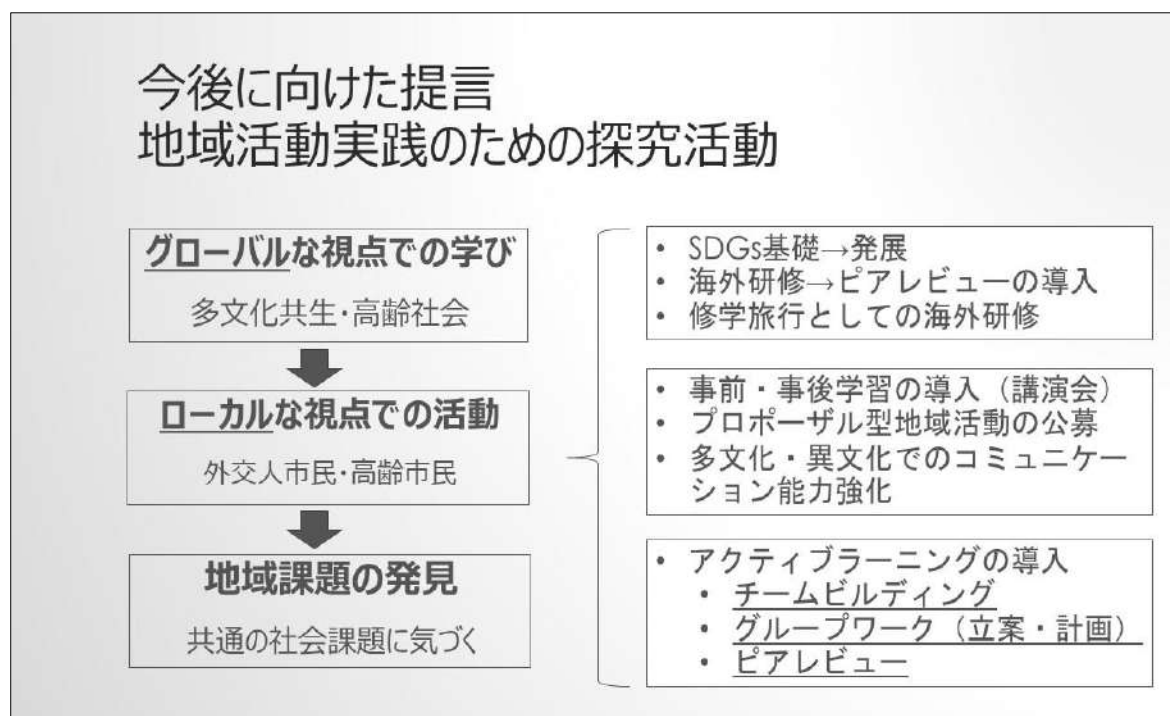 今後に向けた提言
地域活動実践のための探究活動
グローバルな視点での学び
多文化共生・高齢社会
ローカルな視点での活動
外交人市民・高齢市民
地域課題の発見
共通の社会課題に気づく
• SDGs基礎→発展
• 海外研修→ピアレビューの導入
• 修学旅行としての海外研修
• 事前・事後学習の導入（講演会）
• プロポーザル型地域活動の公募
• 多文化・異文化でのコミュニケー
ション能力強化
• アクティブラーニングの導入
• チームビルディング
• グループワーク（立案・計画）
• ピアレビュー